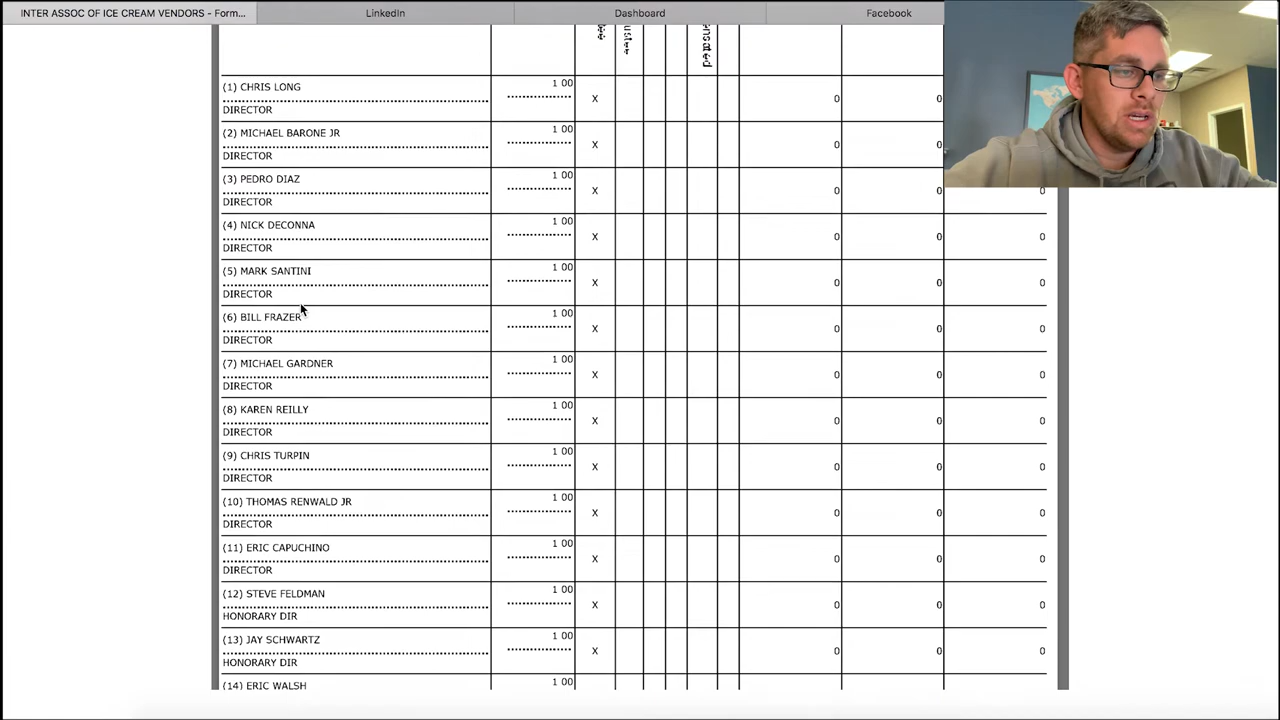 INTER ASSOC OF ICE CREAM VENDORS - Form...
LinkedIn
Dashboard
Facebook
ensated
(1) CHRIS LONG
1 00
DIRECTOR
X
0
0
(2) MICHAEL BARONE JR
1 00
DIRECTOR
X
0
0
(3) PEDRO DIAZ
1 00
DIRECTOR
X
0
0
0
(4) NICK DECONNA
1 00
DIRECTOR
X
0
0
0
(5) MARK SANTINI
1 00
DIRECTOR
X
0
0
0
(6) BILL FRAZER
1 00
DIRECTOR
X
0
0
0
(7) MICHAEL GARDNER
1 00
DIRECTOR
X
0
0
0
(8) KAREN REILLY
1 00
DIRECTOR
X
0
0
0
(9) CHRIS TURPIN
1 00
DIRECTOR
X
0
0
0
(10) THOMAS RENWALD JR
1 00
DIRECTOR
X
0
0
0
(11) ERIC CAPUCHINO
1 00
DIRECTOR
X
0
0
0
(12) STEVE FELDMAN
1 00
HONORARY DIR
X
0
0
0
(13) JAY SCHWARTZ
1 00
HONORARY DIR
X
0
0
0
(14) ERIC WALSH
1 00